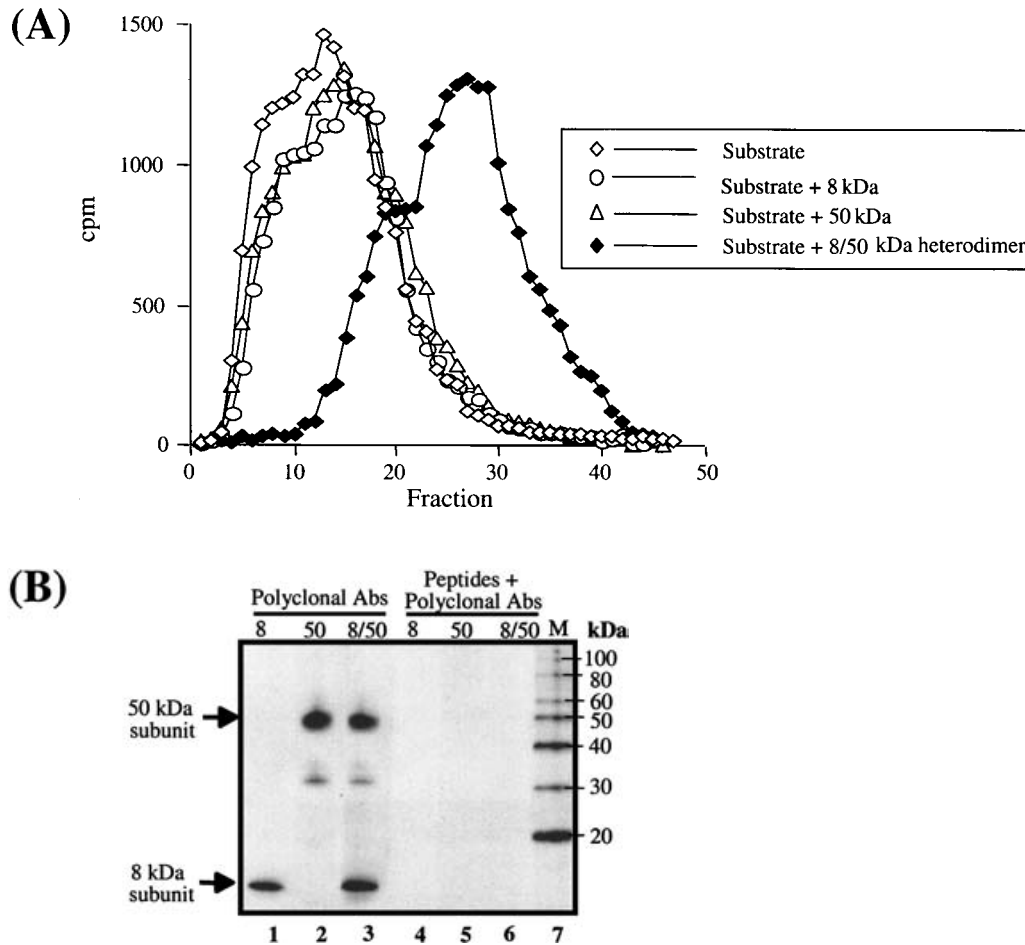 (A)
1500
1000
500
0
cpm
0 10 20 30 40 50
Fraction
Substrate
Substrate + 8 kDa
Substrate + 50 kDa
Substrate + 8/50 kDa heterodimer
(B)
Polyclonal Abs
Peptides +
Polyclonal Abs
8 50 8/50 8 50 8/50 M kDa
100
80
60
50
40
30
20
50 kDa
subunit
8 kDa
subunit
1 2 3 4 5 6 7